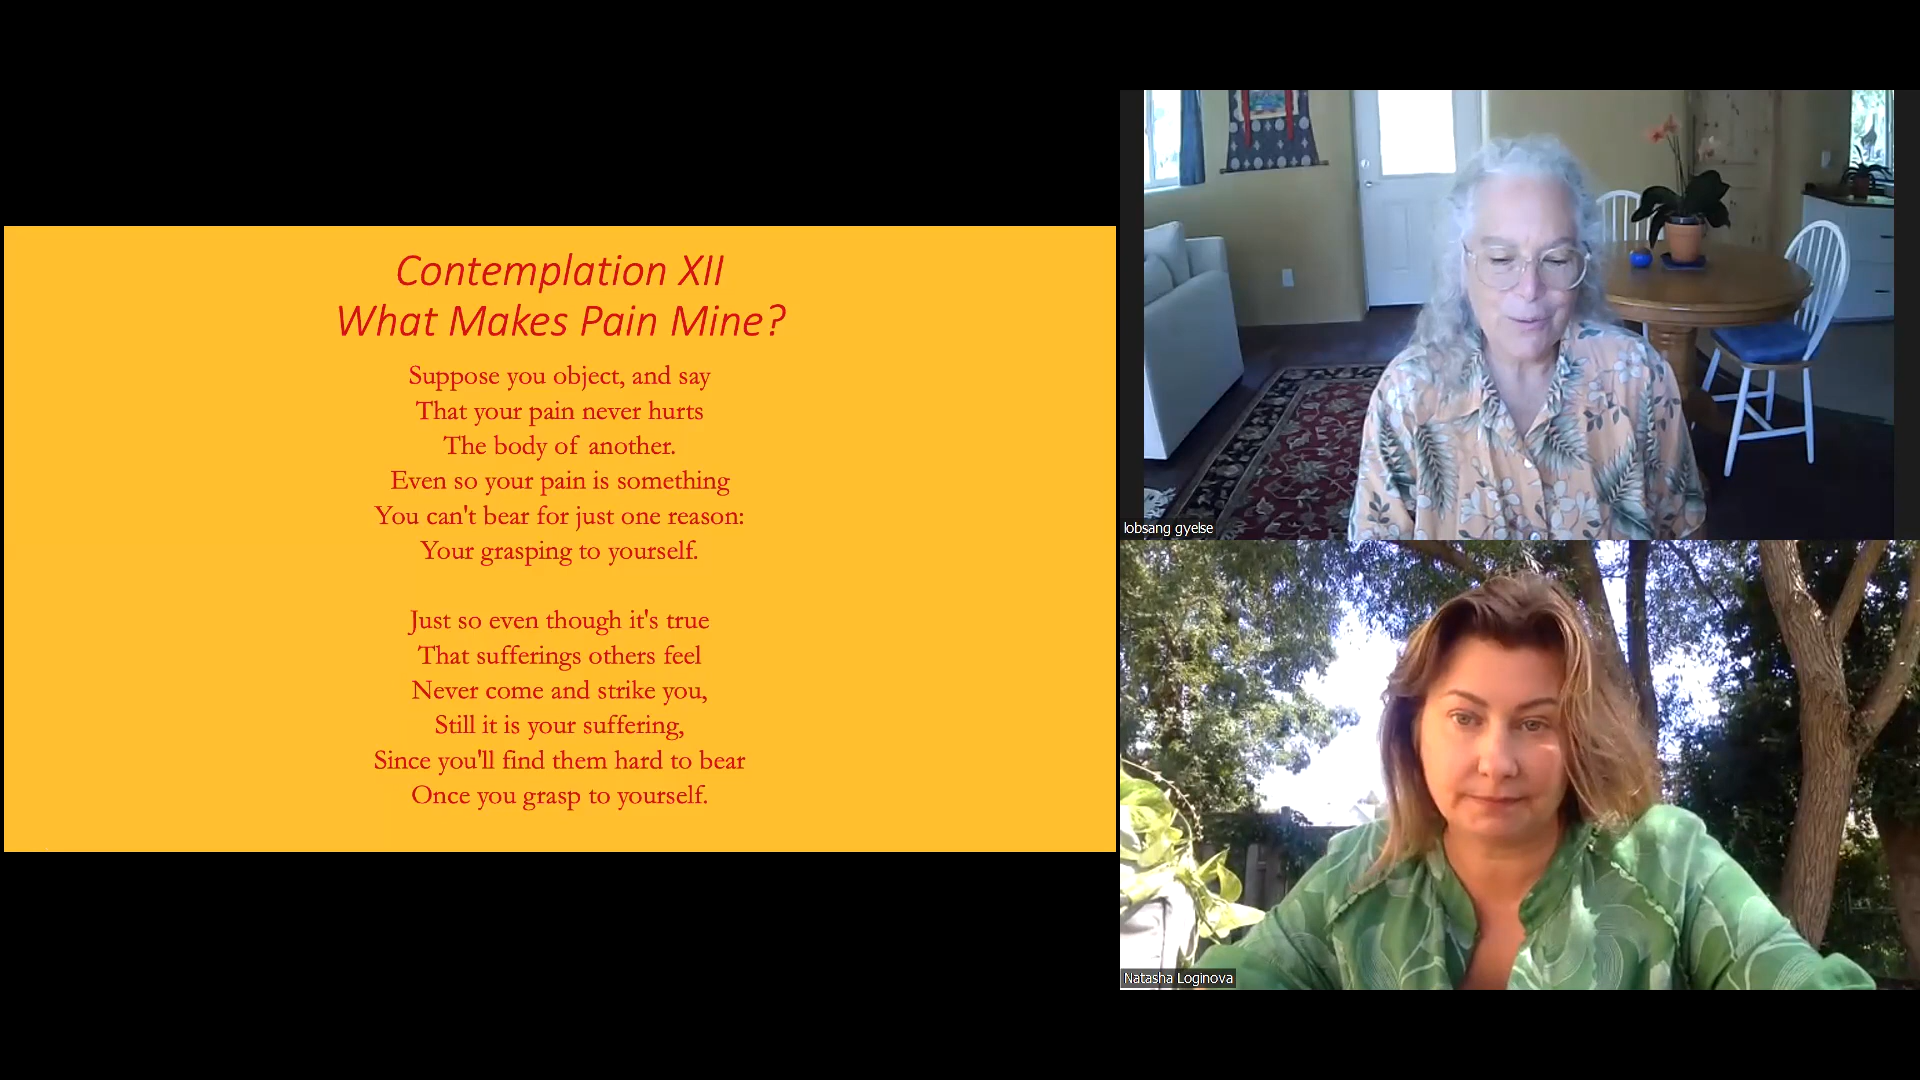 Contemplation XII
What Makes Pain Mine?
Suppose you object, and say
That your pain never hurts
The body of another.
Even so your pain is something
You can't bear for just one reason:
Your grasping to yourself.
Just so even though it's true
That sufferings others feel
Never come and strike you,
Still it is your suffering,
Since you'll find them hard to bear
Once you grasp to yourself.
lobsang gyelse
Natasha Loginova